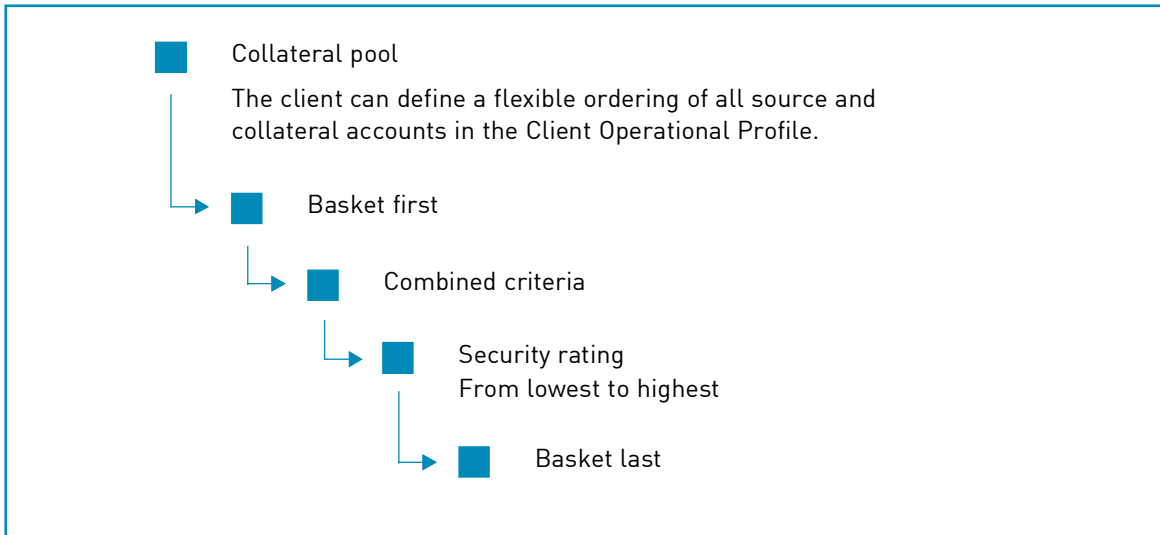 Collateral pool
The client can define a flexible ordering of all source and
collateral accounts in the Client Operational Profile.
Basket first
Combined criteria
Security rating
From lowest to highest
Basket last